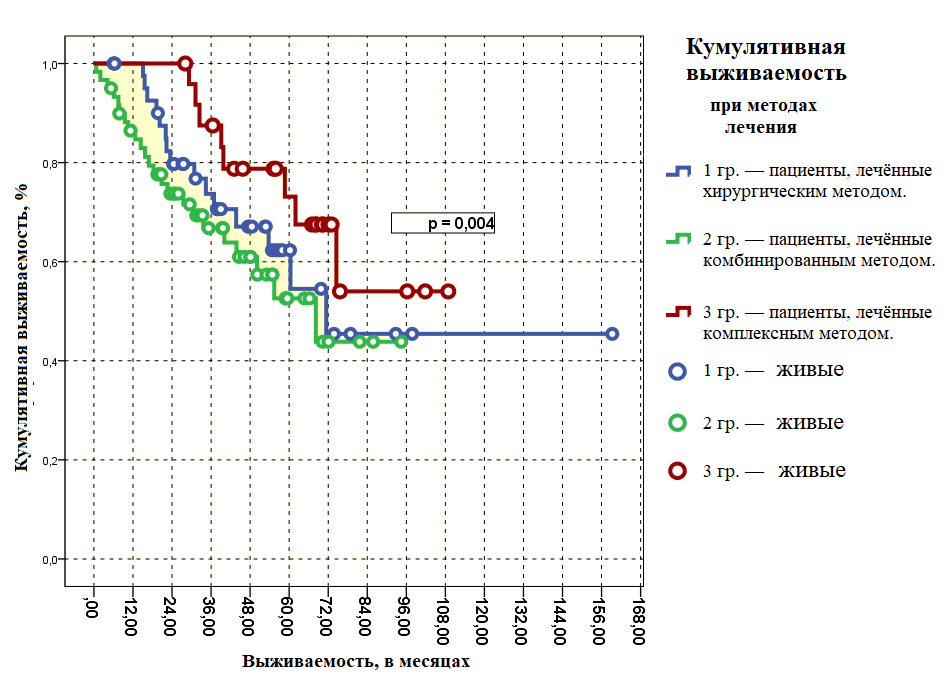 Кумулятивная
выживаемость
при методах
лечения
1 гр. — пациенты, лечённые
хирургическим методом.
2 гр. — пациенты, лечённые
комбинированным методом.
3 гр. — пациенты, лечённые
комплексным методом.
1 гр. — живые
2 гр. — живые
3 гр. — живые
Кумулятивная выживаемость, %
1,0
0,8
0,6
0,4
0,2
0,0
p = 0,004
,00
12,00
24,00
36,00
48,00
60,00
72,00
84,00
96,00
108,00
120,00
132,00
144,00
156,00
168,00
Выживаемость, в месяцах